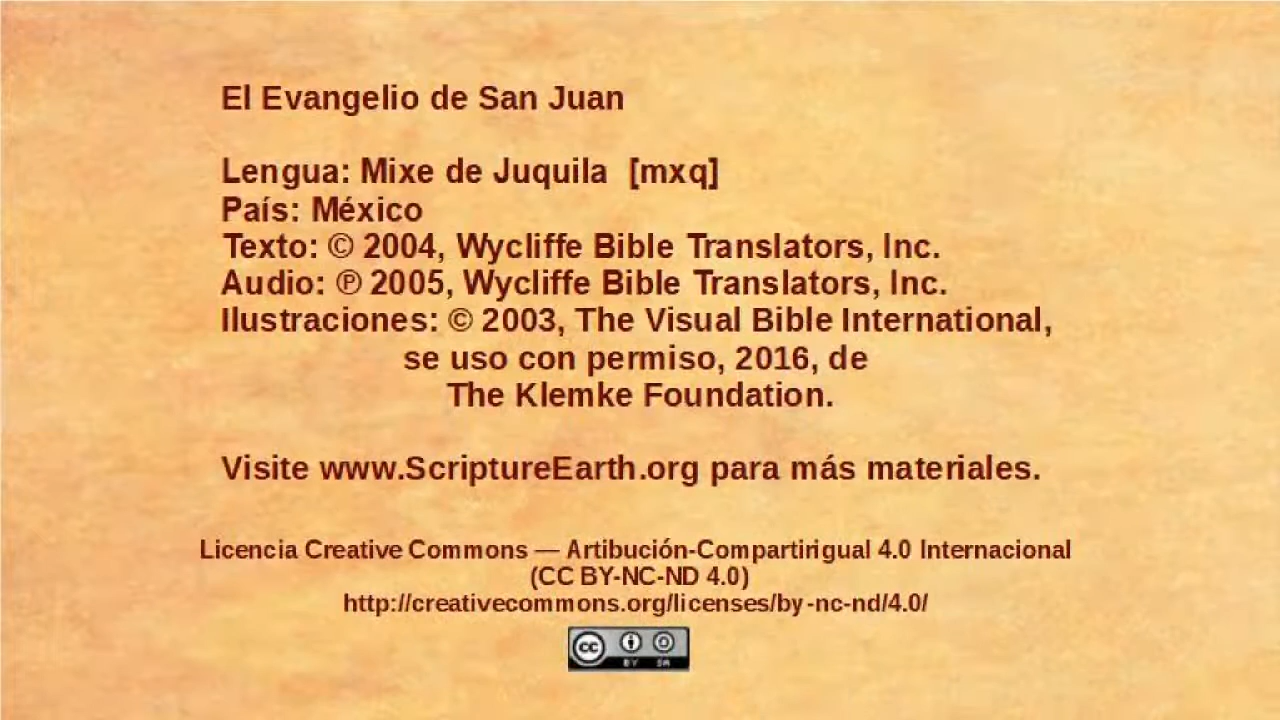 El Evangelio de San Juan
Lengua: Mixe de Juquila [mxq]
País: México
Texto: © 2004, Wycliffe Bible Translators, Inc.
Audio: ℗ 2005, Wycliffe Bible Translators, Inc.
Ilustraciones: © 2003, The Visual Bible International,
se uso con permiso, 2016, de
The Klemke Foundation.
Visite www.ScriptureEarth.org para más materiales.
Licencia Creative Commons — Artibución-Compartirigual 4.0 Internacional
(CC BY-NC-ND 4.0)
http://creativecommons.org/licenses/by-nc-nd/4.0/
cc BY SA